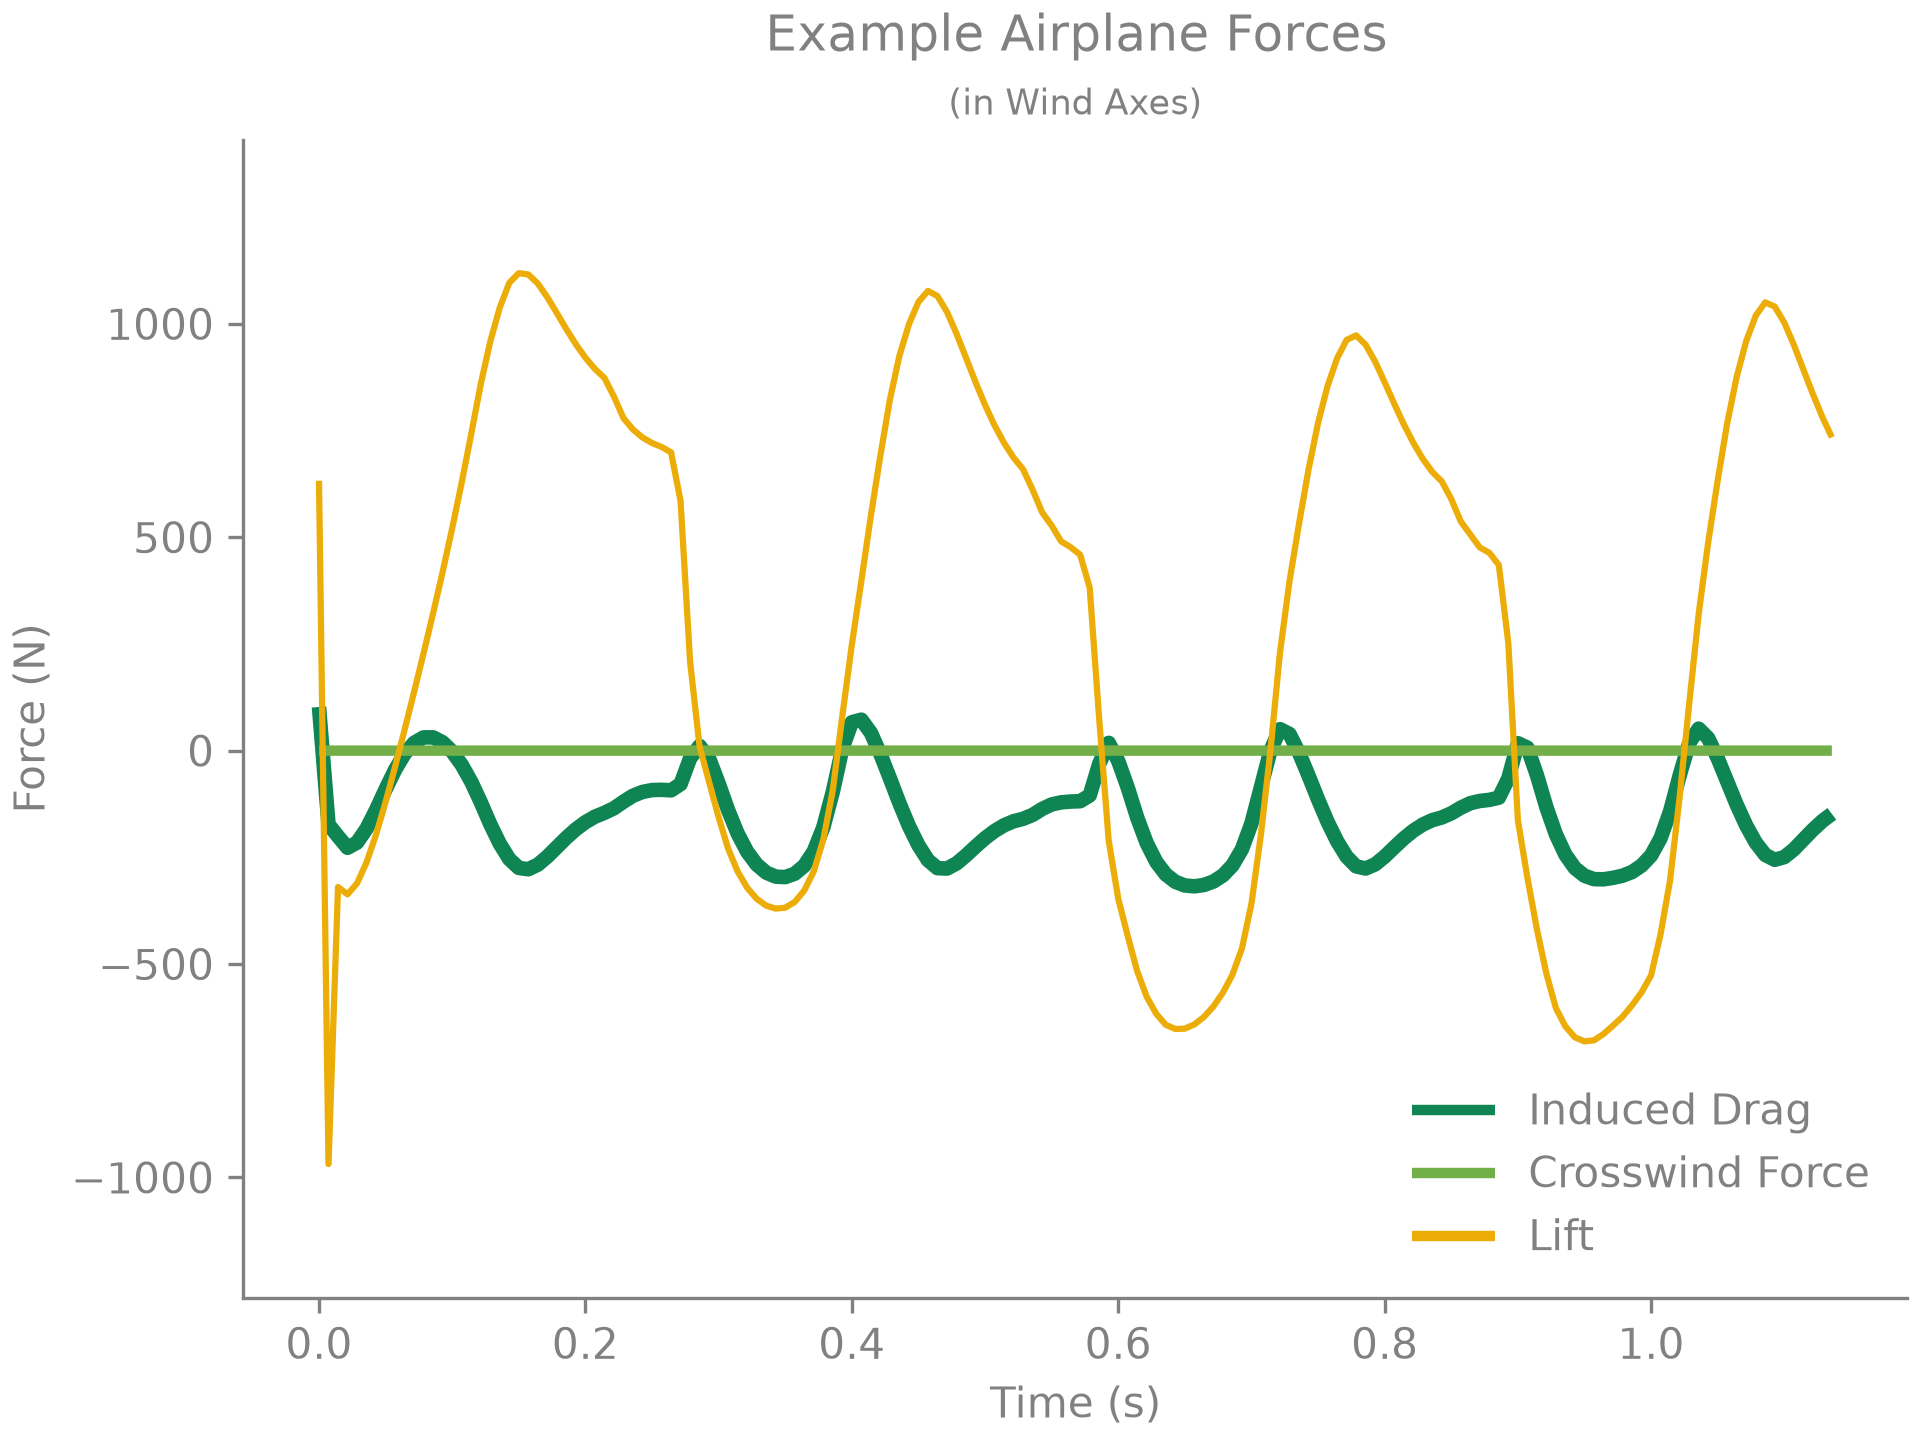 Example Airplane Forces
(in Wind Axes)
1000
500
0
−500
−1000
Force (N)
Induced Drag
Crosswind Force
Lift
0.0 0.2 0.4 0.6 0.8 1.0
Time (s)